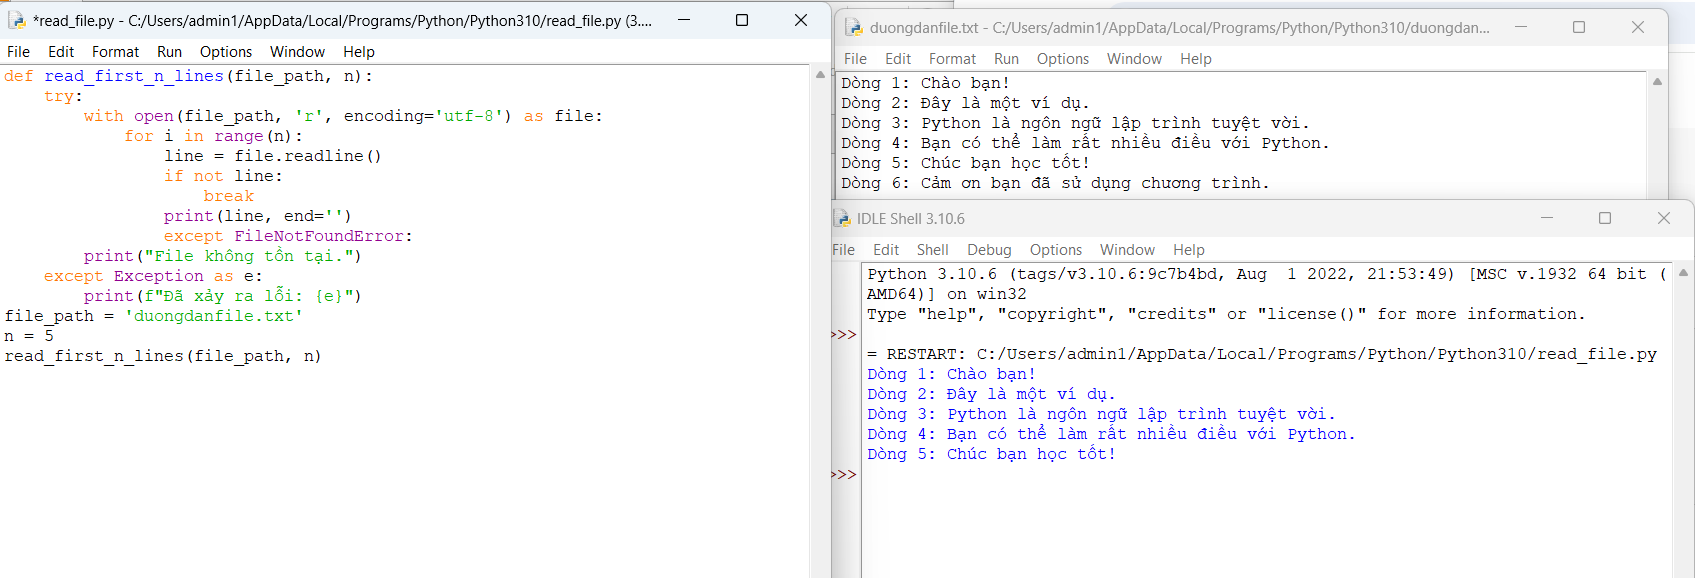 *read_file.py - C:/Users/admin1/AppData/Local/Programs/Python/Python310/read_file.py (3....
File Edit Format Run Options Window Help
def read_first_n_lines(file_path, n):
    try:
        with open(file_path, 'r', encoding='utf-8') as file:
            for i in range(n):
                line = file.readline()
                if not line:
                    break
                print(line, end='')
                except FileNotFoundError:
        print("File không tồn tại.")
    except Exception as e:
        print(f"Đã xảy ra lỗi: {e}")
file_path = 'duongdanfile.txt'
n = 5
read_first_n_lines(file_path, n)
duongdanfile.txt - C:/Users/admin1/AppData/Local/Programs/Python/Python310/duongdan...
File Edit Format Run Options Window Help
Dòng 1: Chào bạn!
Dòng 2: Đây là một ví dụ.
Dòng 3: Python là ngôn ngữ lập trình tuyệt vời.
Dòng 4: Bạn có thể làm rất nhiều điều với Python.
Dòng 5: Chúc bạn học tốt!
Dòng 6: Cảm ơn bạn đã sử dụng chương trình.
IDLE Shell 3.10.6
File Edit Shell Debug Options Window Help
Python 3.10.6 (tags/v3.10.6:9c7b4bd, Aug  1 2022, 21:53:49) [MSC v.1932 64 bit (
AMD64)] on win32
Type "help", "copyright", "credits" or "license()" for more information.
>>>
= RESTART: C:/Users/admin1/AppData/Local/Programs/Python/Python310/read_file.py
Dòng 1: Chào bạn!
Dòng 2: Đây là một ví dụ.
Dòng 3: Python là ngôn ngữ lập trình tuyệt vời.
Dòng 4: Bạn có thể làm rất nhiều điều với Python.
Dòng 5: Chúc bạn học tốt!
>>>